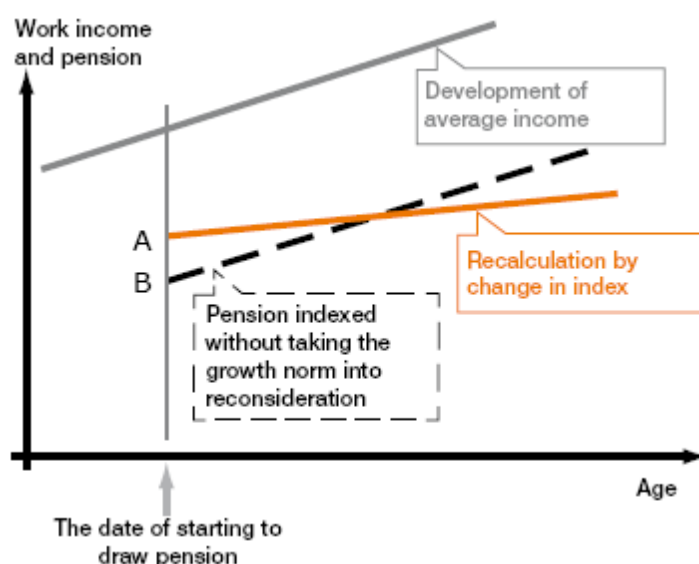 Work income
and pension
Development of
average income
A
B
Recalculation by
change in index
Pension indexed
without taking the
growth norm into
reconsideration
Age
The date of starting to
draw pension